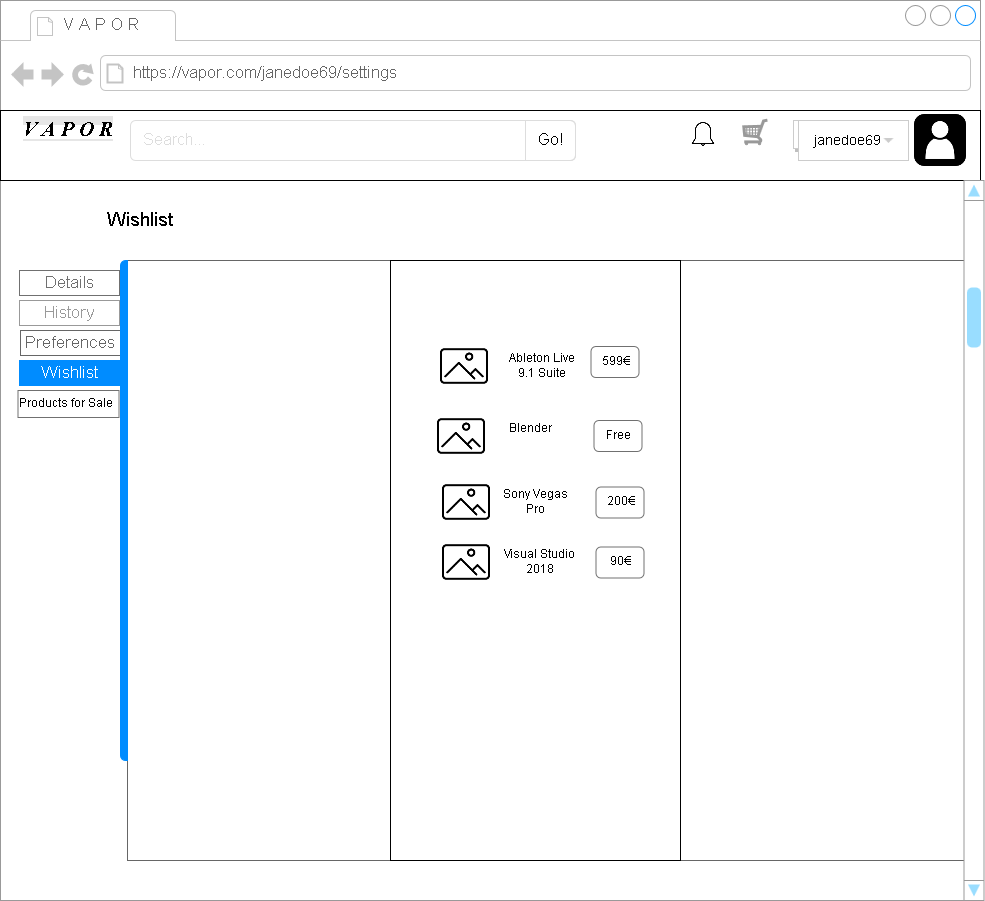 V A P O R
https://vapor.com/janedoe69/settings
VAPOR
Search...
Go!
janedoe69
Wishlist
Details
History
Preferences
Wishlist
Products for Sale
Ableton Live
9.1 Suite
599€
Blender
Free
Sony Vegas
Pro
200€
Visual Studio
2018
90€